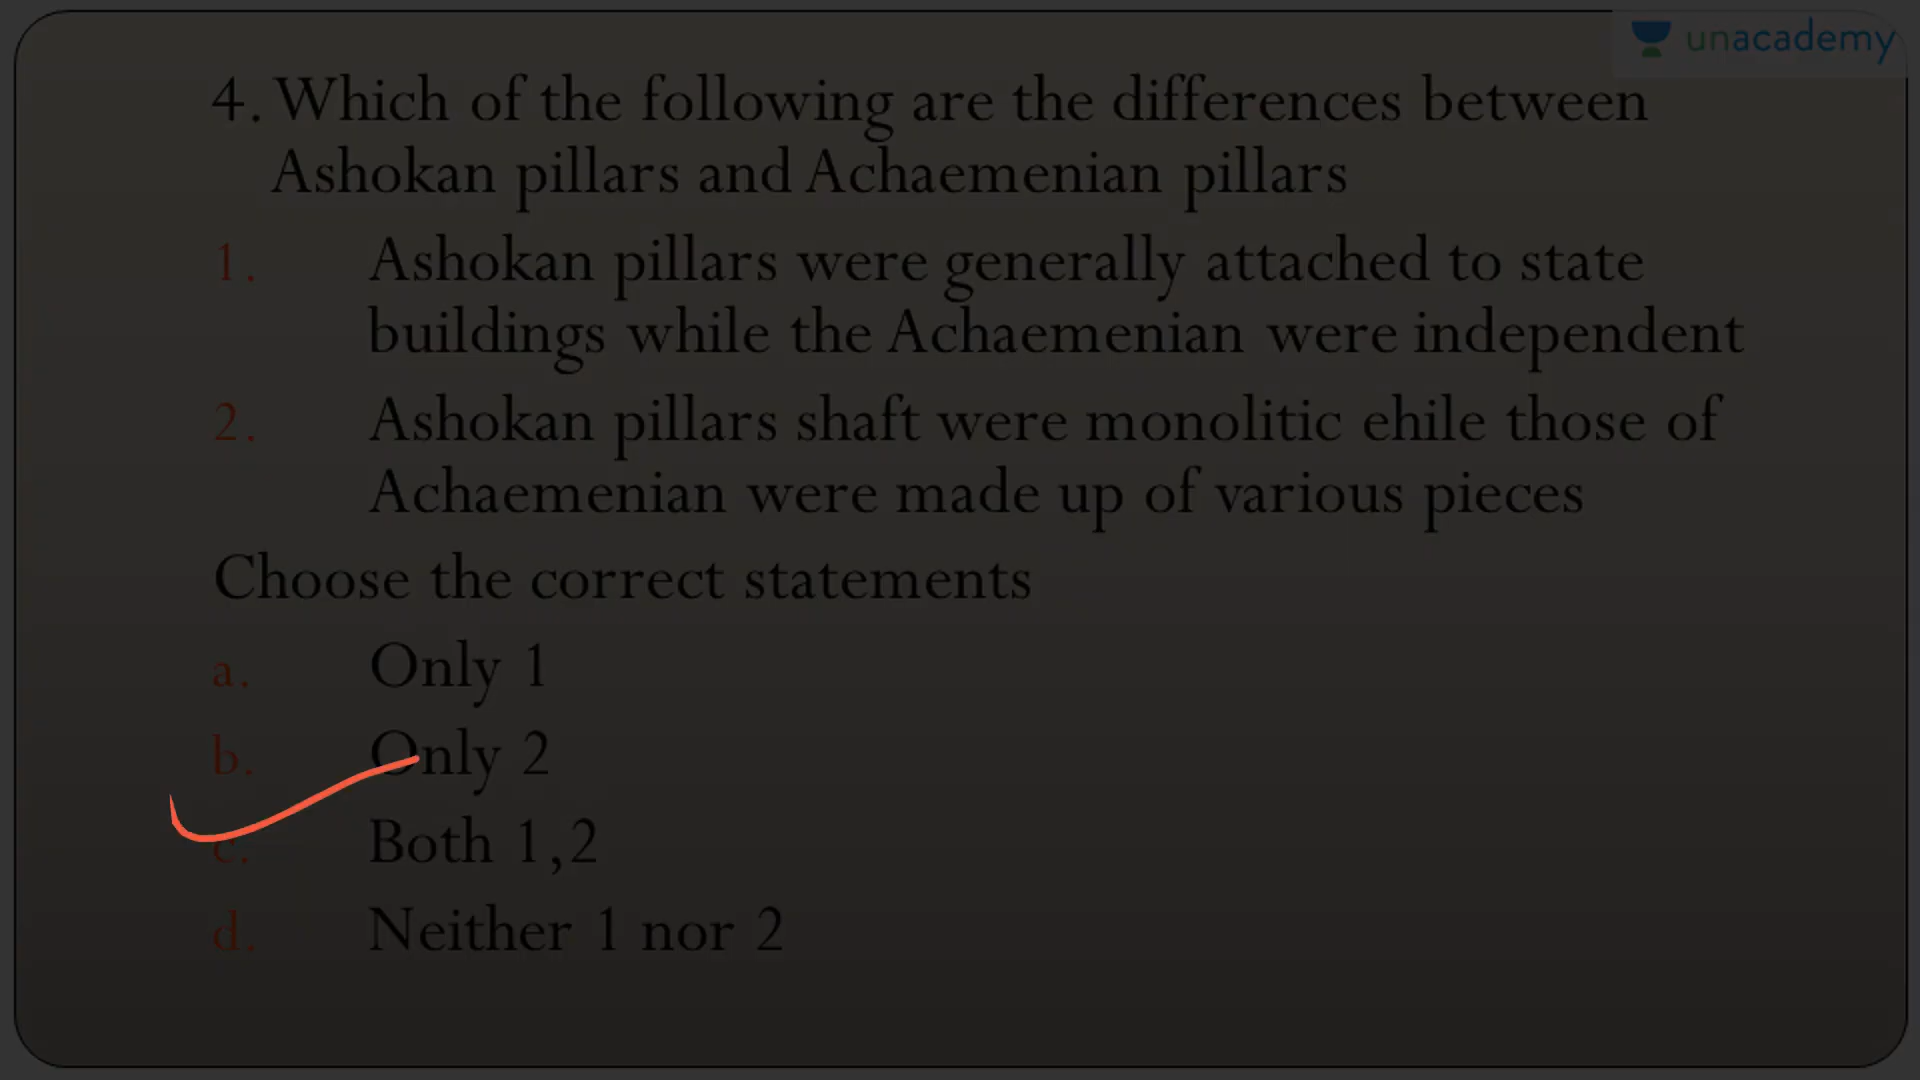 unacademy
4. Which of the following are the differences between
Ashokan pillars and Achaemenian pillars
1. Ashokan pillars were generally attached to state
buildings while the Achaemenian were independent
2. Ashokan pillars shaft were monolitic ehile those of
Achaemenian were made up of various pieces
Choose the correct statements
a. Only 1
b. Only 2
c. Both 1,2
d. Neither 1 nor 2